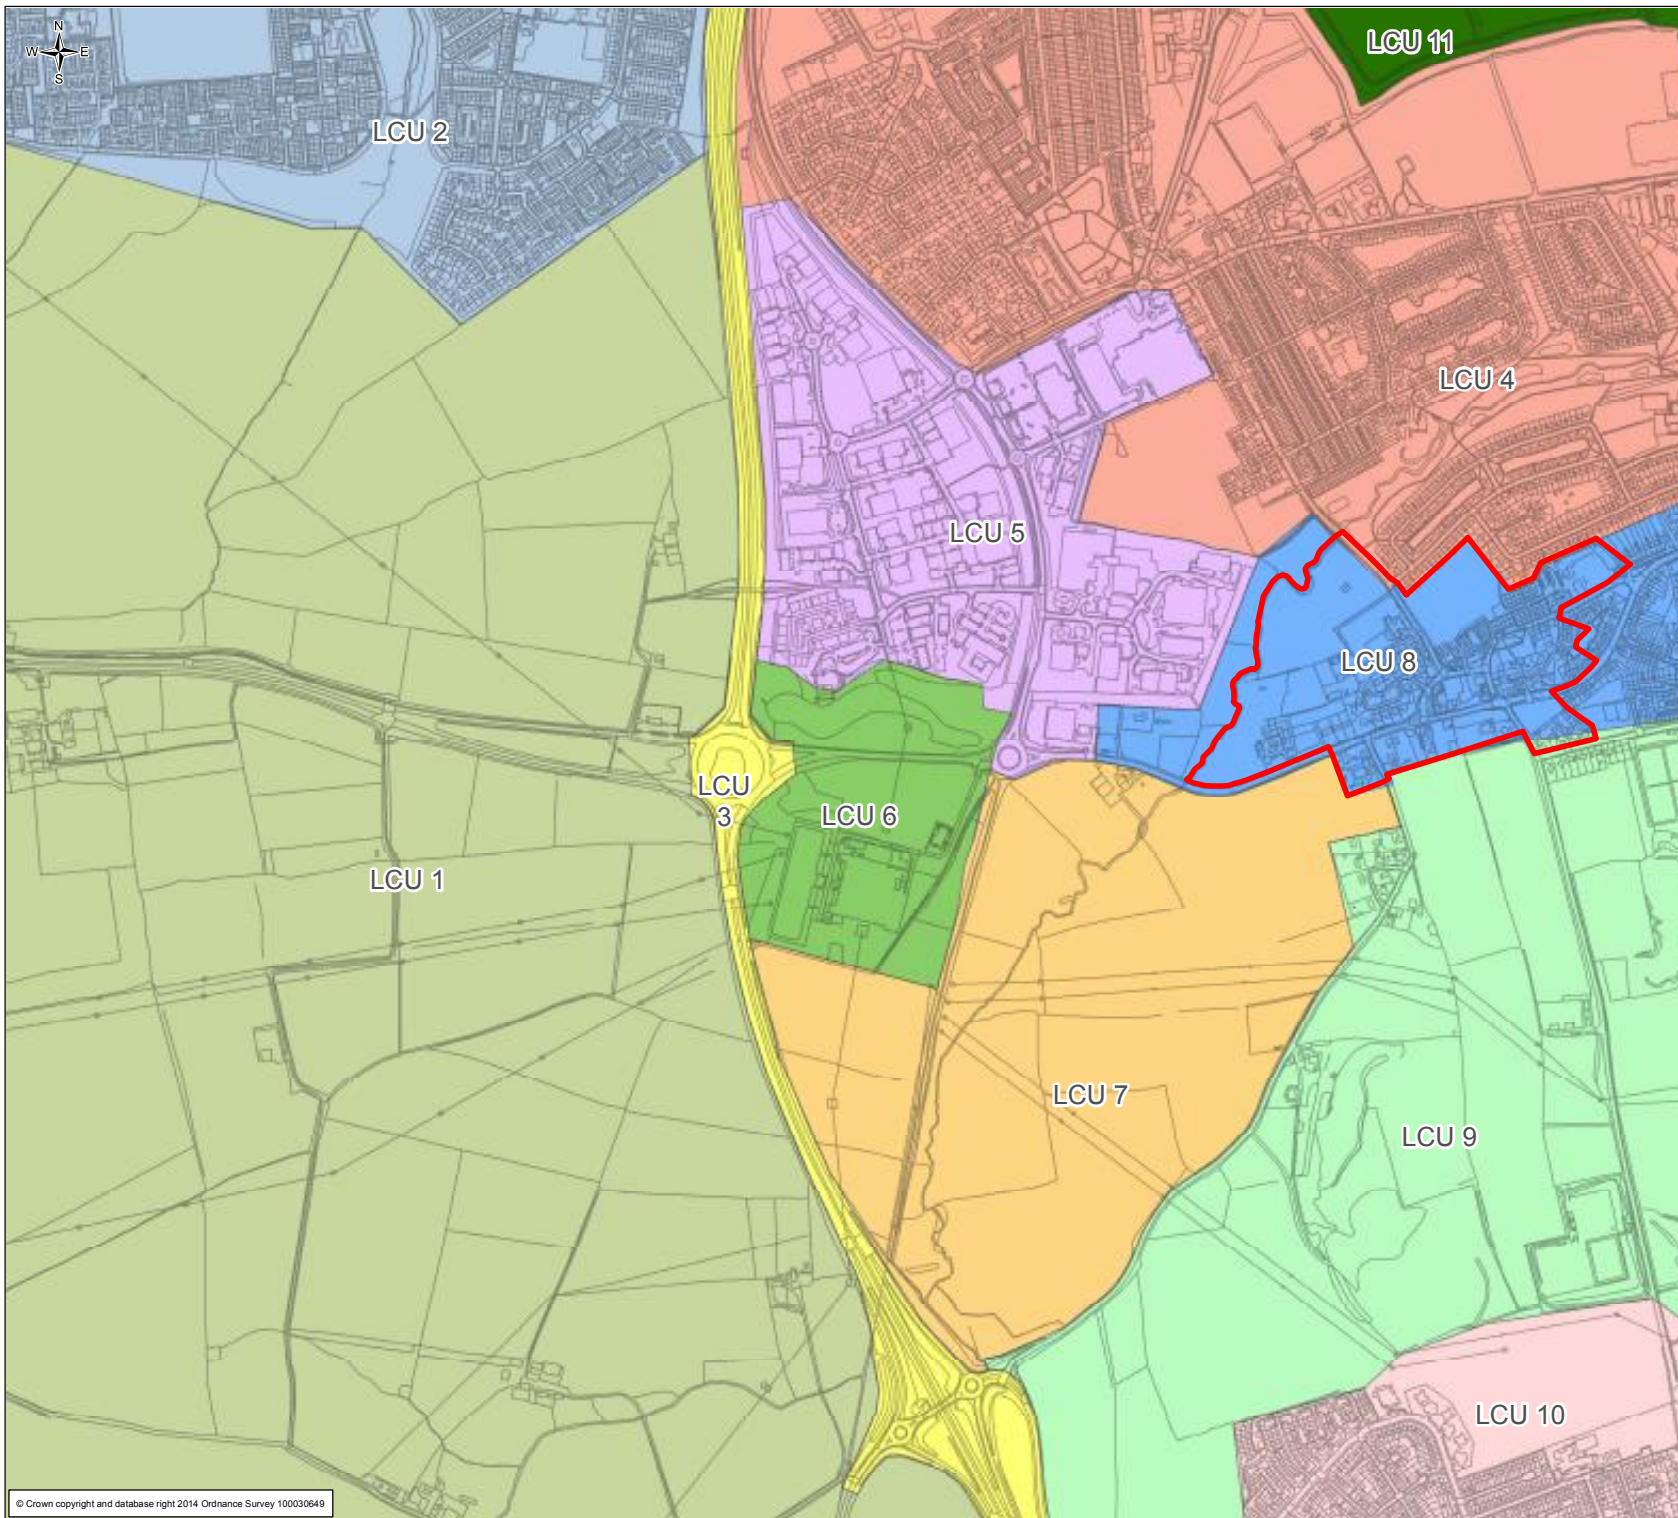 N
W E
S
LCU 11
LCU 2
LCU 4
LCU 5
LCU 8
LCU
3
LCU 6
LCU 1
LCU 7
LCU 9
LCU 10
© Crown copyright and database right 2014 Ordnance Survey 100030649